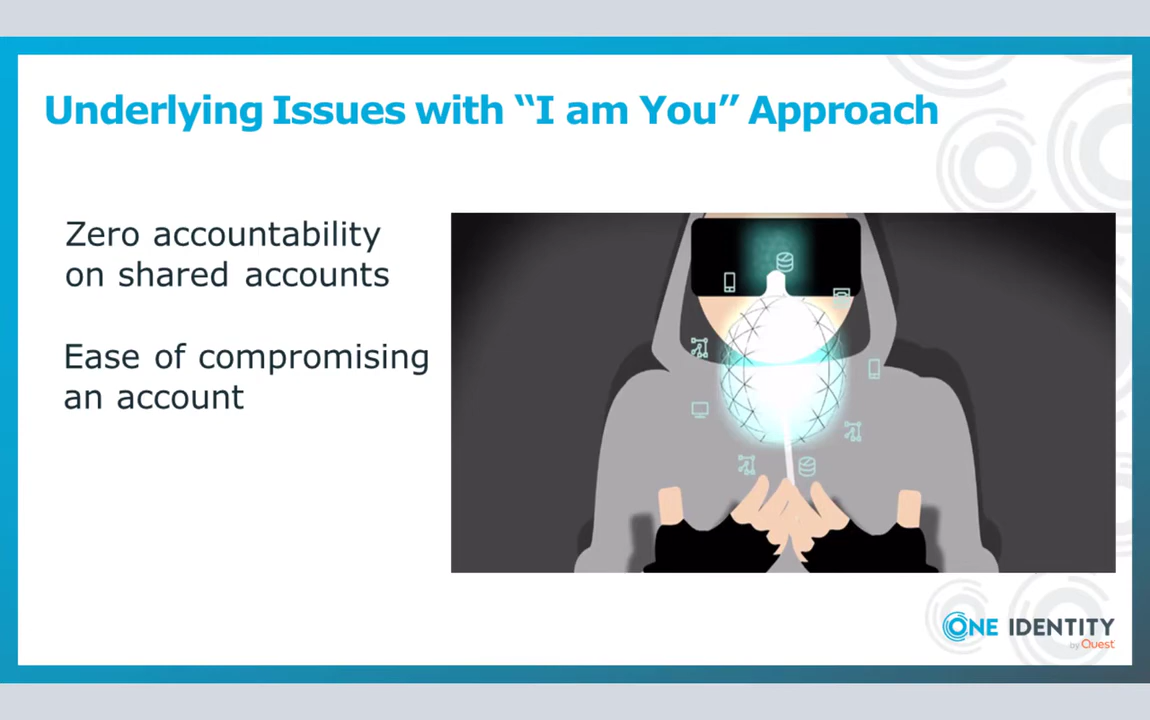 Underlying Issues with “I am You” Approach
Zero accountability
on shared accounts
Ease of compromising
an account
ONE IDENTITY
by Quest